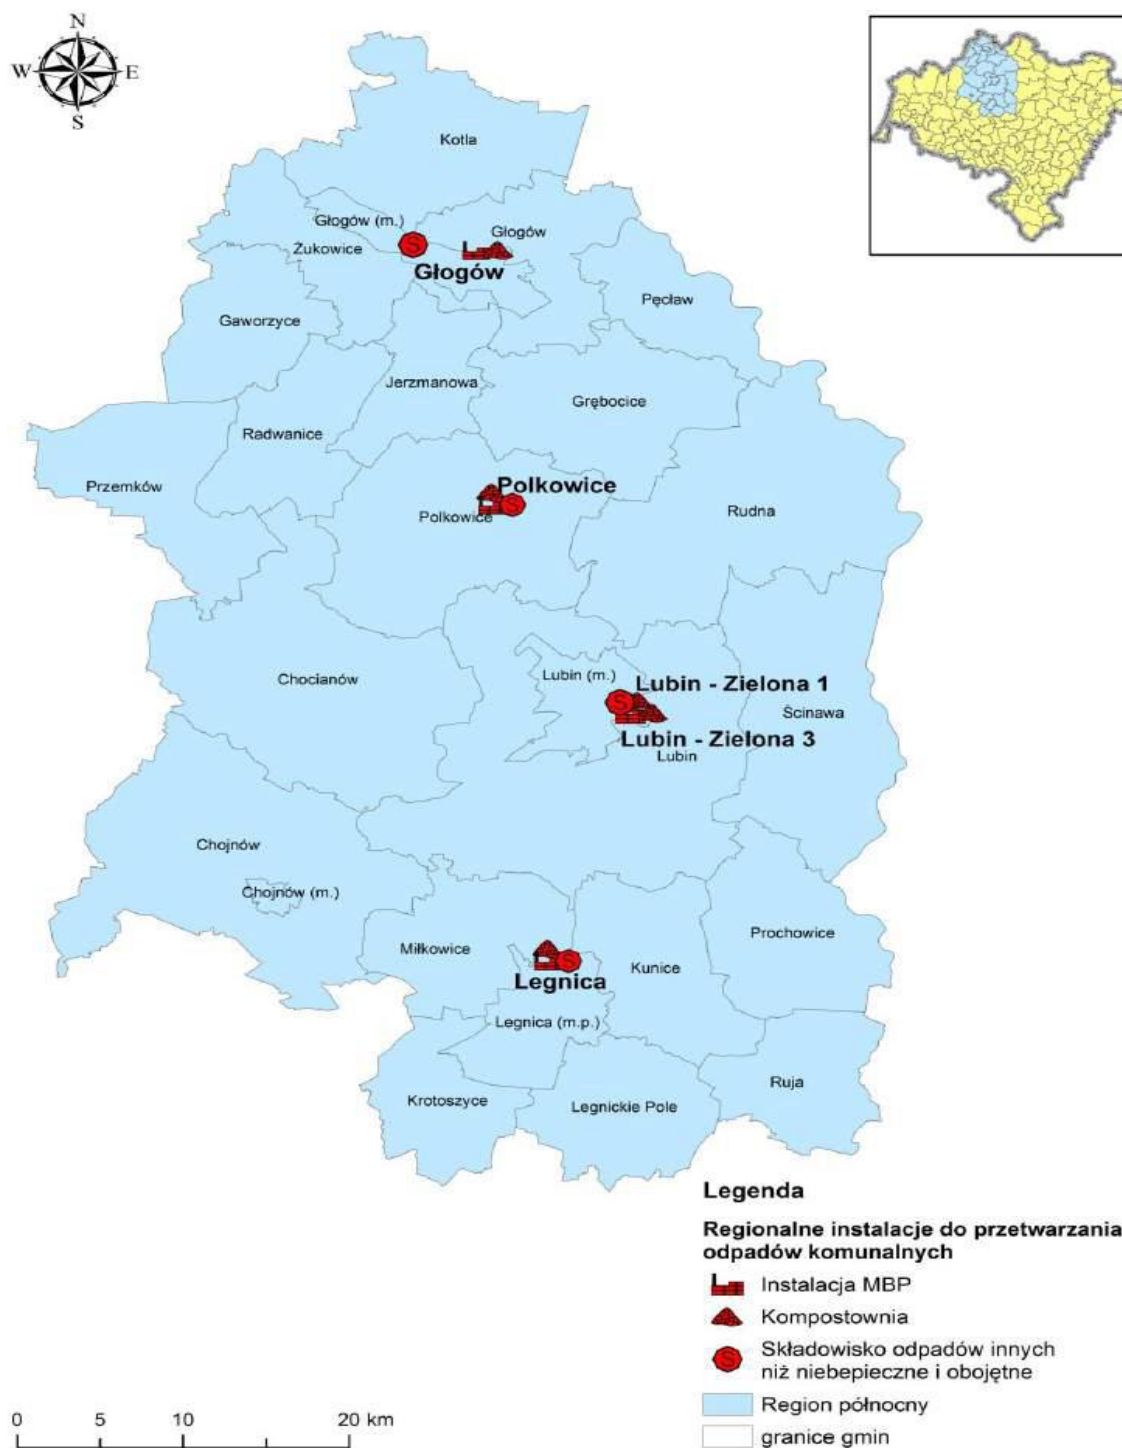 N
W E
S
Kotla
Głogów (m.)
Głogów
Żukowice
Głogów
Pęcław
Gaworzyce
Jerzmanowa
Grębocice
Radwanice
Przemków
Polkowice
Polkowice
Rudna
Lubin (m.)
Chocianów
Lubin - Zielona 1
Ścinawa
Lubin - Zielona 3
Lubin
Chojnów
Chojnów (m.)
Prochowice
Miłkowice
Kunice
Legnica
Legnica (m.p.)
Ruja
Krotoszyce
Legnickie Pole
Legenda
Regionalne instalacje do przetwarzania
odpadów komunalnych
Instalacja MBP
Kompostownia
S
Składowisko odpadów innych
niż niebepieczne i obojętne
Region północny
granice gmin
0 5 10 20 km